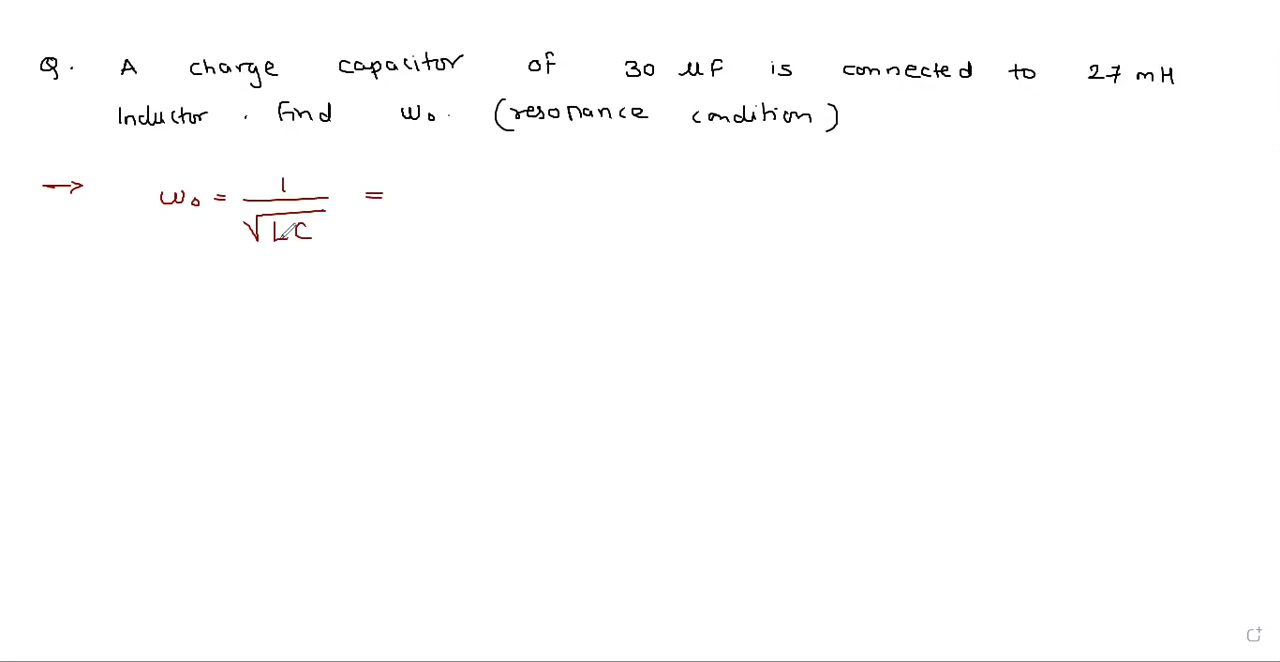 Q. A charge capacitor of 30 μF is connected to 27 mH
Inductor. Find ω₀. (resonance condition)
→ ω₀ = 1/√LC =